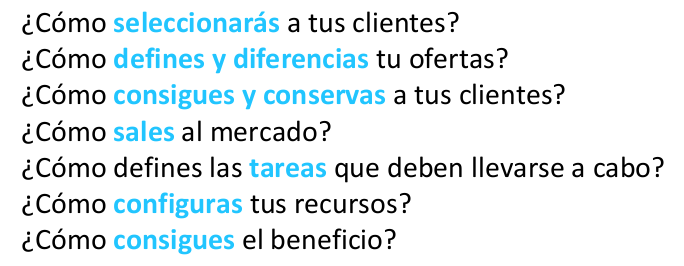 ¿Cómo seleccionarás a tus clientes?
¿Cómo defines y diferencias tu ofertas?
¿Cómo consigues y conservas a tus clientes?
¿Cómo sales al mercado?
¿Cómo defines las tareas que deben llevarse a cabo?
¿Cómo configuras tus recursos?
¿Cómo consigues el beneficio?